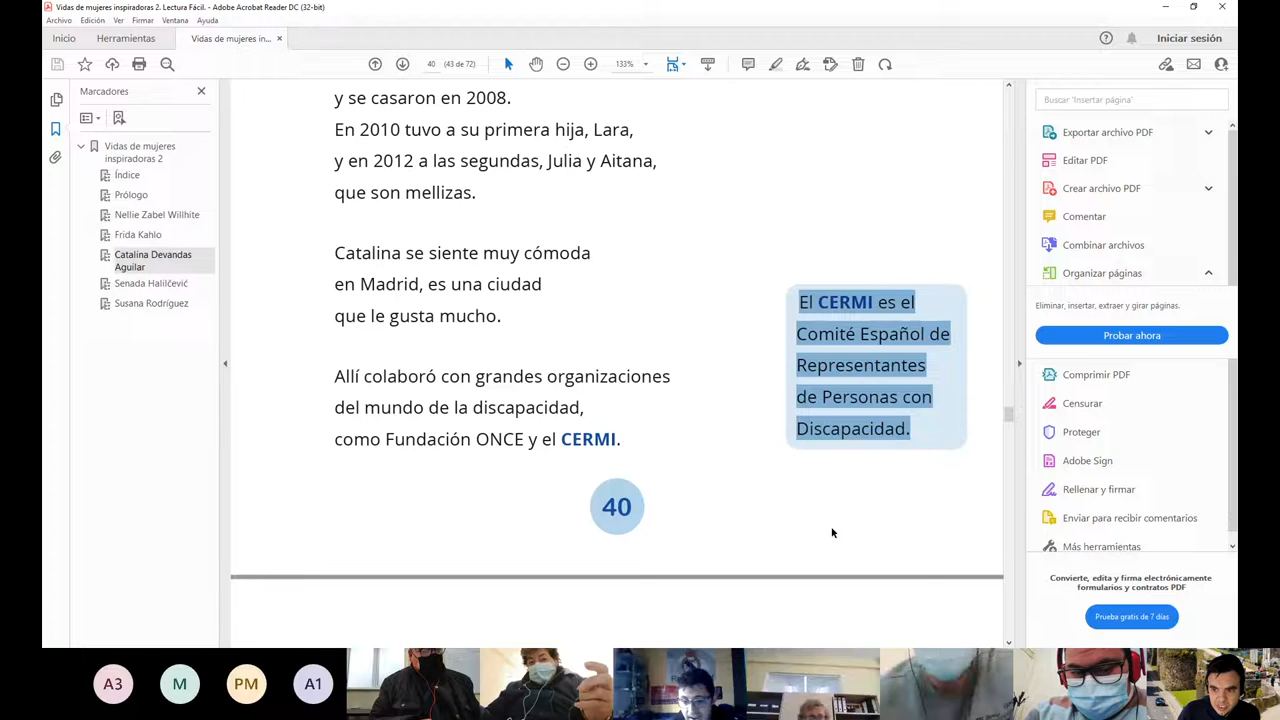 Vidas de mujeres inspiradoras 2. Lectura Fácil. - Adobe Acrobat Reader DC (32-bit)
Archivo Edición Ver Firmar Ventana Ayuda
Inicio Herramientas Vidas de mujeres in... × Iniciar sesión
40 (43 de 72) 133%
Marcadores
Vidas de mujeres
inspiradoras 2
Índice
Prólogo
Nellie Zabel Willhite
Frida Kahlo
Catalina Devandas
Aguilar
Senada Halilčević
Susana Rodríguez
y se casaron en 2008.
En 2010 tuvo a su primera hija, Lara,
y en 2012 a las segundas, Julia y Aitana,
que son mellizas.
Catalina se siente muy cómoda
en Madrid, es una ciudad
que le gusta mucho.
Allí colaboró con grandes organizaciones
del mundo de la discapacidad,
como Fundación ONCE y el CERMI.
El CERMI es el
Comité Español de
Representantes
de Personas con
Discapacidad.
40
Buscar 'Insertar página'
Exportar archivo PDF
Editar PDF
Crear archivo PDF
Comentar
Combinar archivos
Organizar páginas
Eliminar, insertar, extraer y girar páginas.
Probar ahora
Comprimir PDF
Censurar
Proteger
Adobe Sign
Rellenar y firmar
Enviar para recibir comentarios
Más herramientas
Convierte, edita y firma electrónicamente
formularios y contratos PDF
Prueba gratis de 7 días
A3 M PM A1